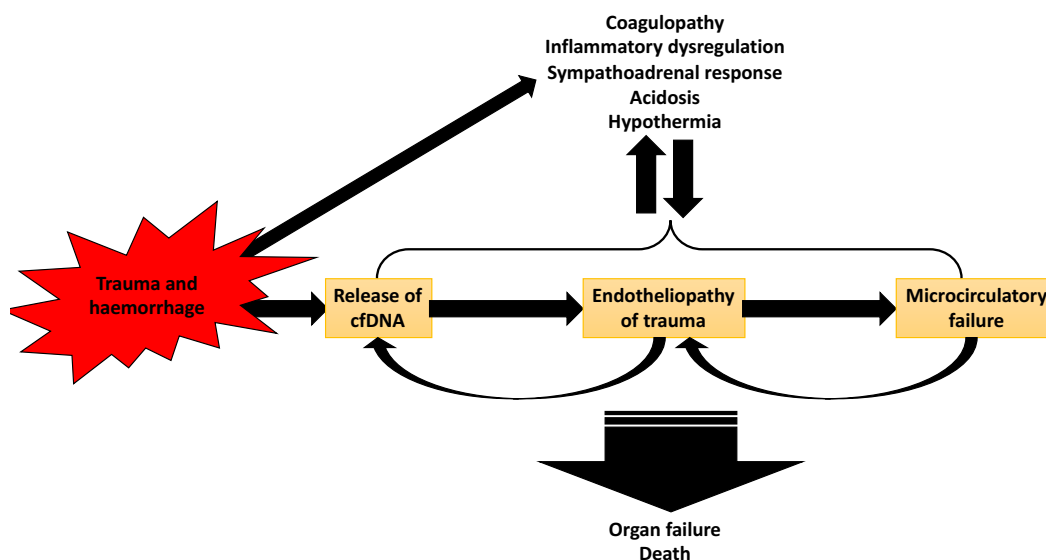 Coagulopathy
Inflammatory dysregulation
Sympathoadrenal response
Acidosis
Hypothermia
Trauma and
haemorrhage
Release of
cfDNA
Endotheliopathy
of trauma
Microcirculatory
failure
Organ failure
Death